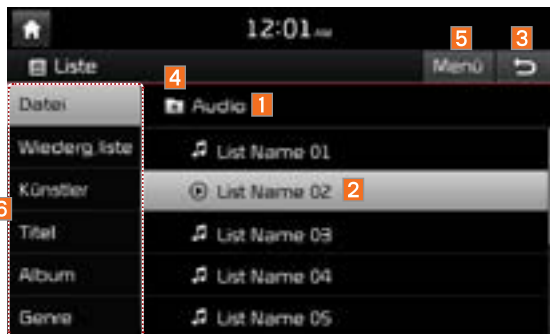 12:01 AM
5
3
Liste
Menü
4
Datei
Audio 1
Wiederg.liste
List Name 01
Künstler
List Name 02 2
6
Titel
List Name 03
Album
List Name 04
Genre
List Name 05